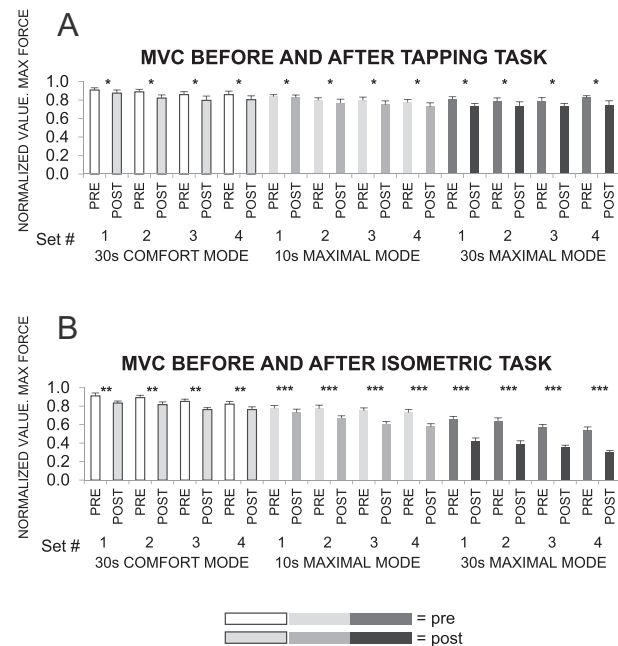 A
MVC BEFORE AND AFTER TAPPING TASK
NORMALIZED VALUE. MAX FORCE
1.0
0.8
0.6
0.4
0.2
0.0
* * * * * * * * * * * *
PRE POST PRE POST PRE POST PRE POST PRE POST PRE POST PRE POST PRE POST PRE POST PRE POST PRE POST PRE POST
Set # 1 2 3 4 1 2 3 4 1 2 3 4
30s COMFORT MODE 10s MAXIMAL MODE 30s MAXIMAL MODE
B
MVC BEFORE AND AFTER ISOMETRIC TASK
NORMALIZED VALUE. MAX FORCE
1.0
0.8
0.6
0.4
0.2
0.0
** ** ** ** *** *** *** *** *** *** *** ***
PRE POST PRE POST PRE POST PRE POST PRE POST PRE POST PRE POST PRE POST PRE POST PRE POST PRE POST PRE POST
Set # 1 2 3 4 1 2 3 4 1 2 3 4
30s COMFORT MODE 10s MAXIMAL MODE 30s MAXIMAL MODE
= pre
= post